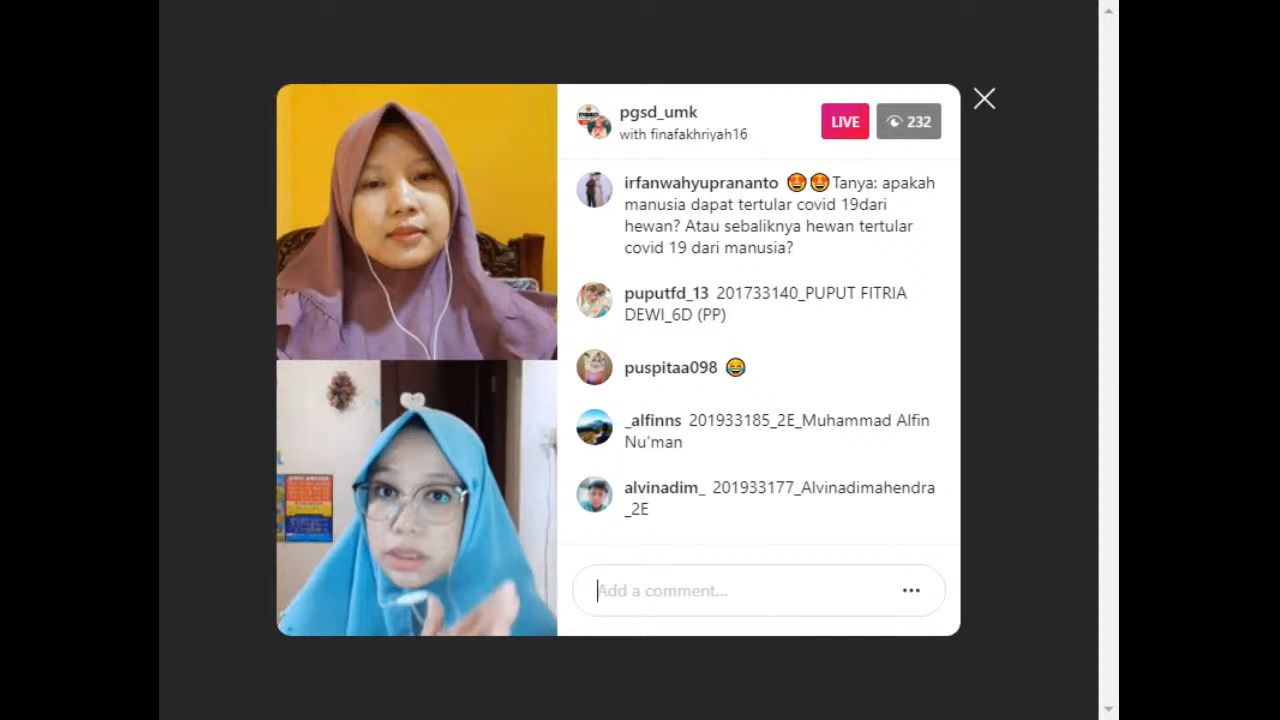 pgsd_umk
with finafakhriyah16
LIVE
232
irfanwahyuprananto 🤩🤩Tanya: apakah
manusia dapat tertular covid 19dari
hewan? Atau sebaliknya hewan tertular
covid 19 dari manusia?
puputfd_13 201733140_PUPUT FITRIA
DEWI_6D (PP)
puspitaa098 😂
_alfinns 201933185_2E_Muhammad Alfin
Nu'man
alvinadim_ 201933177_Alvinadimahendra
_2E
Add a comment...